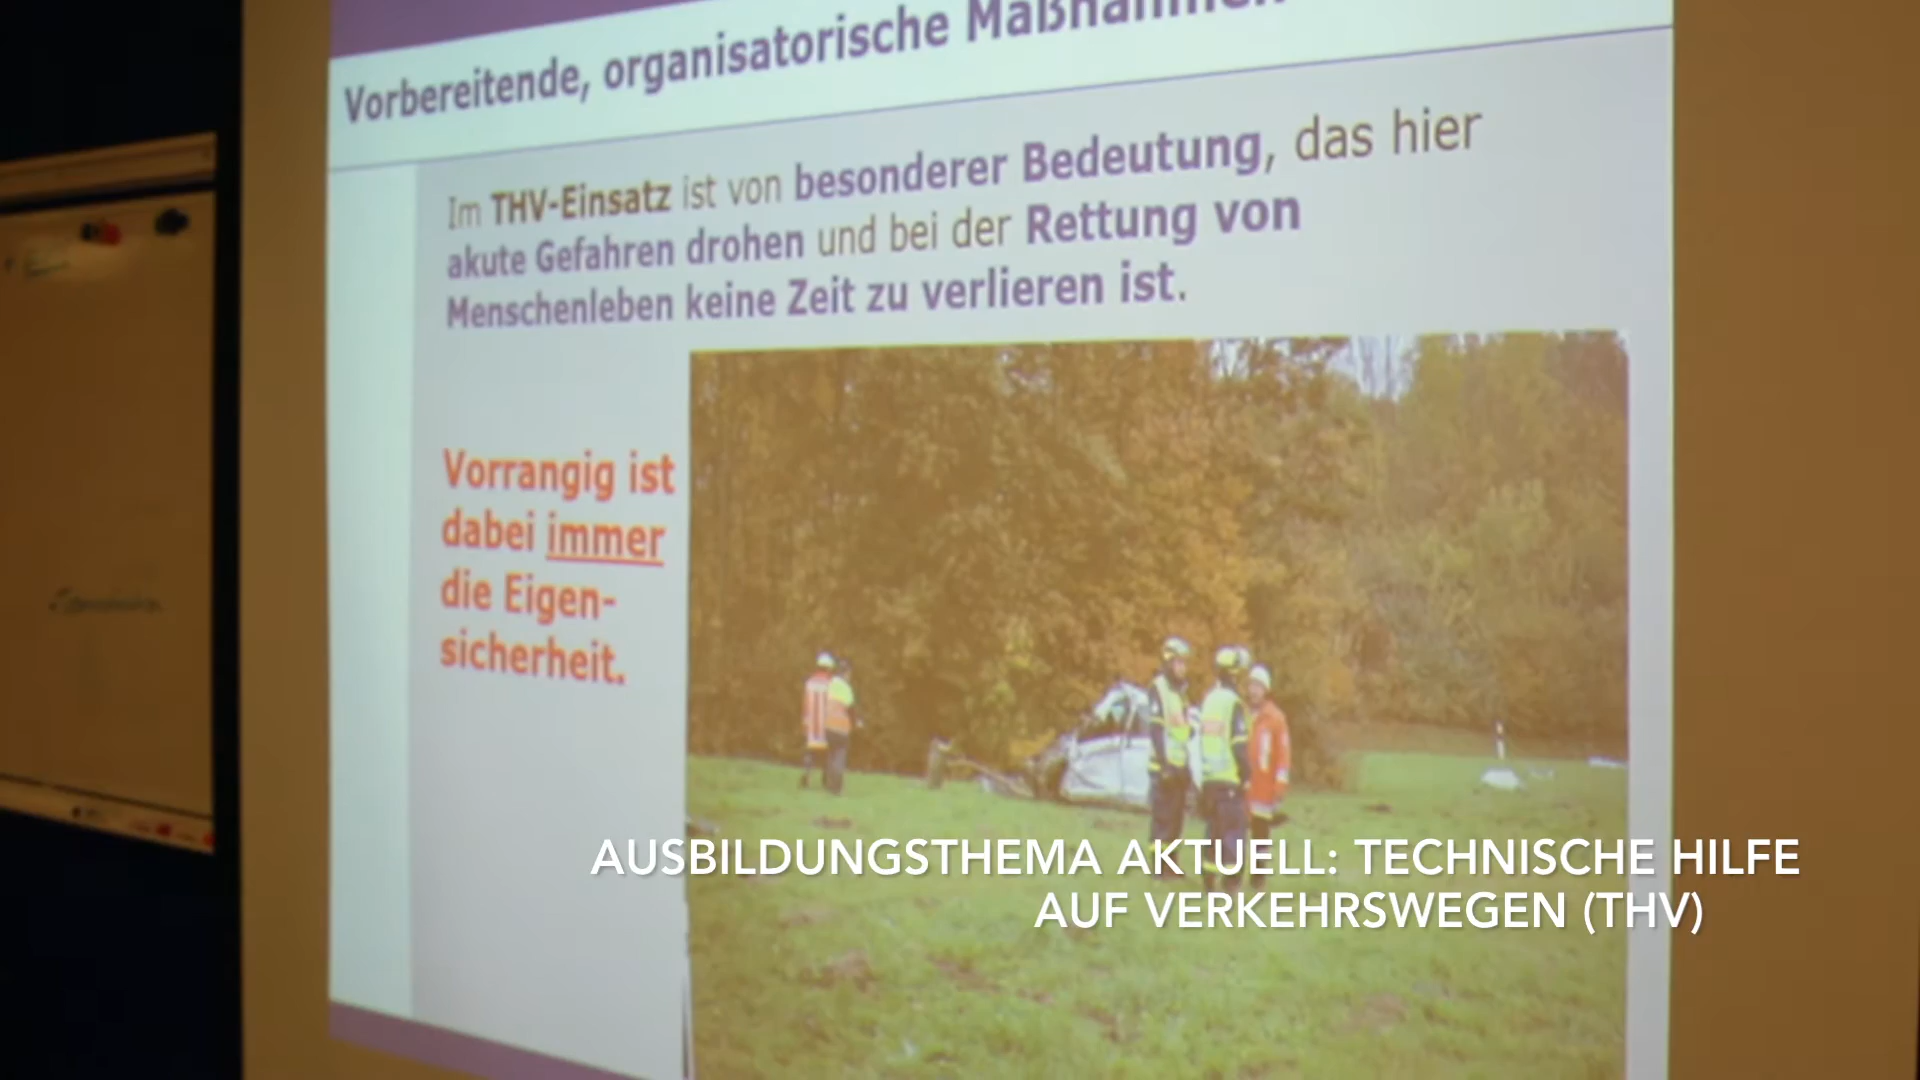 Vorbereitende, organisatorische Maßnahmen
Im THV-Einsatz ist von besonderer Bedeutung, das hier
akute Gefahren drohen und bei der Rettung von
Menschenleben keine Zeit zu verlieren ist.
Vorrangig ist
dabei immer
die Eigen-
sicherheit.
AUSBILDUNGSTHEMA AKTUELL: TECHNISCHE HILFE
AUF VERKEHRSWEGEN (THV)